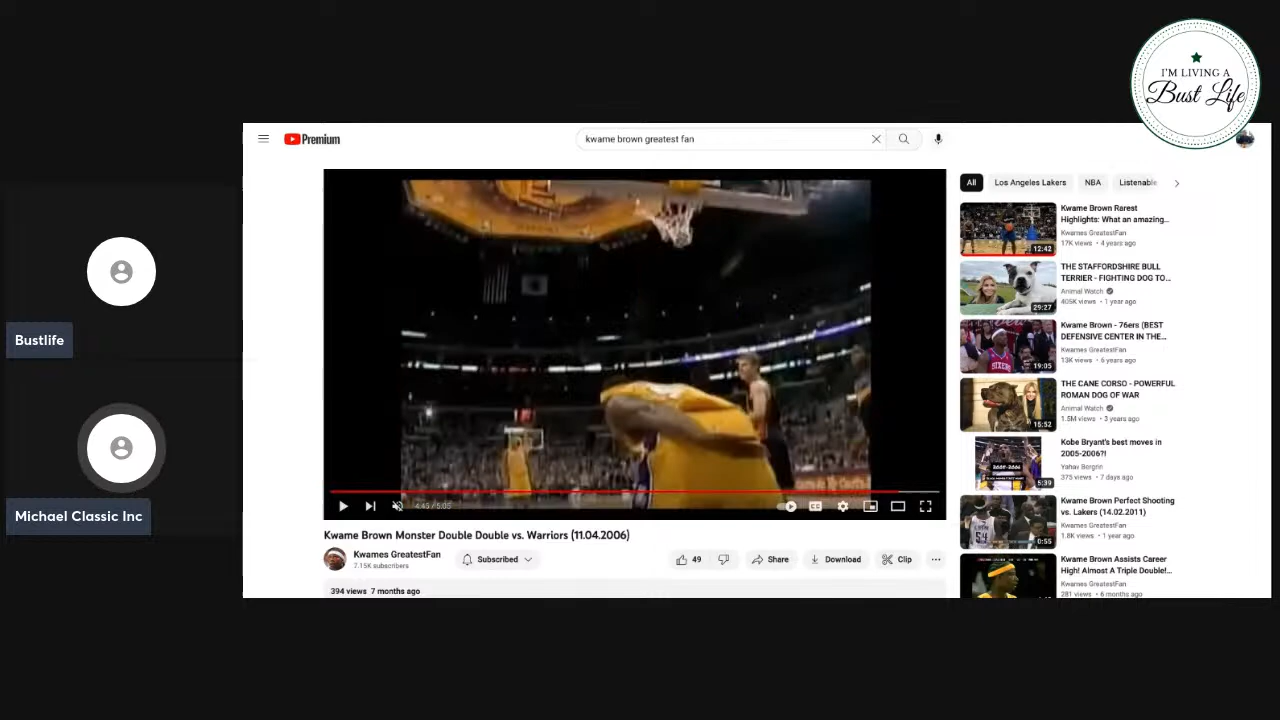 I'M LIVING A
Bust Life
Premium
kwame brown greatest fan
All
Los Angeles Lakers
NBA
Listenable
Kwame Brown Rarest
Highlights: What an amazing...
Kwames GreatestFan
17K views • 4 years ago
12:42
THE STAFFORDSHIRE BULL
TERRIER - FIGHTING DOG TO...
Animal Watch
405K views • 1 year ago
29:27
Kwame Brown - 76ers (BEST
DEFENSIVE CENTER IN THE...
Kwames GreatestFan
13K views • 6 years ago
19:05
THE CANE CORSO - POWERFUL
ROMAN DOG OF WAR
Animal Watch
1.5M views • 3 years ago
15:52
Kobe Bryant's best moves in
2005-2006?!
Yahav Bergrin
375 views • 7 days ago
5:39
Kwame Brown Perfect Shooting
vs. Lakers (14.02.2011)
Kwames GreatestFan
1.8K views • 1 year ago
0:55
Kwame Brown Assists Career
High! Almost A Triple Double!...
Kwames GreatestFan
281 views • 6 months ago
Bustlife
Michael Classic Inc
4:45 / 5:05
Kwame Brown Monster Double Double vs. Warriors (11.04.2006)
Kwames GreatestFan
7.15K subscribers
Subscribed
49
Share
Download
Clip
394 views 7 months ago